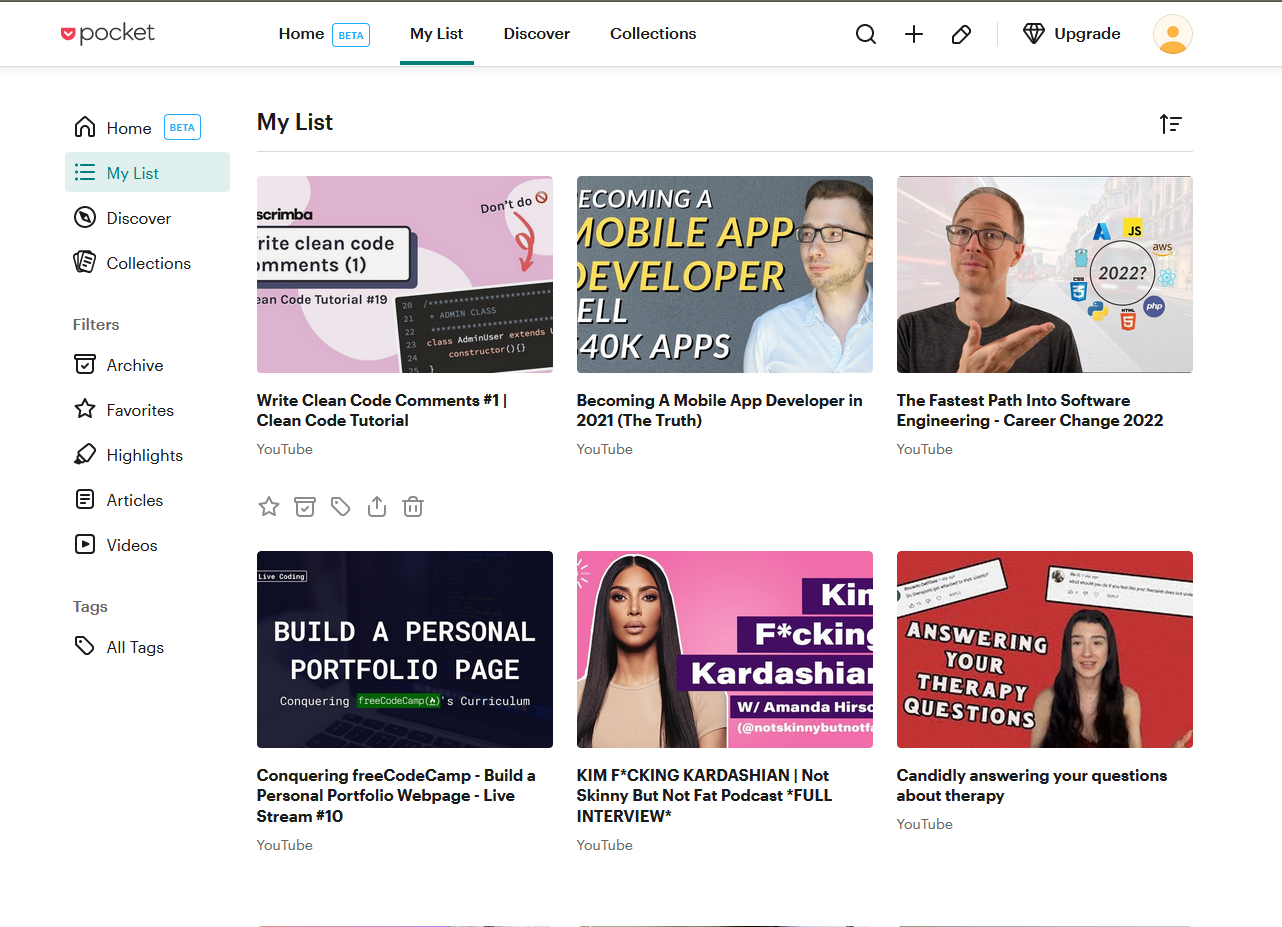 pocket
Home BETA
My List
Discover
Collections
Upgrade
Home BETA
My List
Discover
Collections
Filters
Archive
Favorites
Highlights
Articles
Videos
Tags
All Tags
My List
scrimba
Don't do
rite clean code
omments (1)
ean Code Tutorial #19
20 /************************
21 * ADMIN CLASS
22 ************************
23 class AdminUser extends U
24 constructor(){}
25 }
Write Clean Code Comments #1 |
Clean Code Tutorial
YouTube
ECOMING A
MOBILE APP
DEVELOPER
ELL
40K APPS
Becoming A Mobile App Developer in
2021 (The Truth)
YouTube
JS
aws
2022?
CSS
3
php
HTML
5
The Fastest Path Into Software
Engineering - Career Change 2022
YouTube
Live Coding
BUILD A PERSONAL
PORTFOLIO PAGE
Conquering freeCodeCamp(🔥)'s Curriculum
Conquering freeCodeCamp - Build a
Personal Portfolio Webpage - Live
Stream #10
YouTube
Kim
F*cking
Kardashian
W/ Amanda Hirsc
(@notskinnybutnotfa
KIM F*CKING KARDASHIAN | Not
Skinny But Not Fat Podcast *FULL
INTERVIEW*
YouTube
ANSWERING
YOUR
THERAPY
QUESTIONS
Candidly answering your questions
about therapy
YouTube